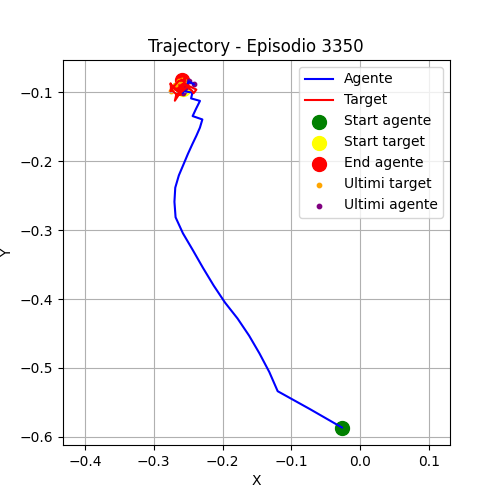 Trajectory - Episodio 3350
Agente
Target
Start agente
Start target
End agente
Ultimi target
Ultimi agente
Y
−0.1
−0.2
−0.3
−0.4
−0.5
−0.6
−0.4
−0.3
−0.2
−0.1
0.0
0.1
X